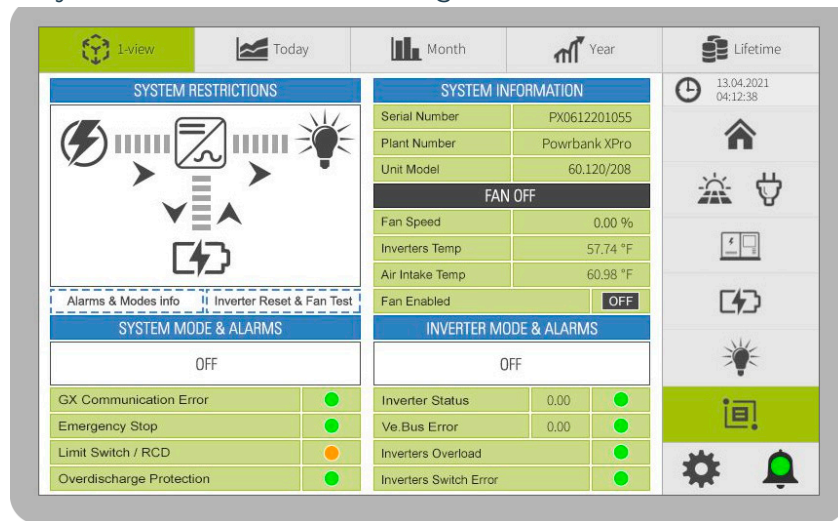 1-view
Today
Month
Year
Lifetime
SYSTEM RESTRICTIONS
Alarms & Modes info
Inverter Reset & Fan Test
SYSTEM INFORMATION
Serial Number PX0612201055
Plant Number Powrbank XPro
Unit Model 60.120/208
FAN OFF
Fan Speed 0.00 %
Inverters Temp 57.74 °F
Air Intake Temp 60.98 °F
Fan Enabled OFF
SYSTEM MODE & ALARMS
OFF
GX Communication Error
Emergency Stop
Limit Switch / RCD
Overdischarge Protection
INVERTER MODE & ALARMS
OFF
Inverter Status 0.00
Ve.Bus Error 0.00
Inverters Overload
Inverters Switch Error
13.04.2021
04:12:38